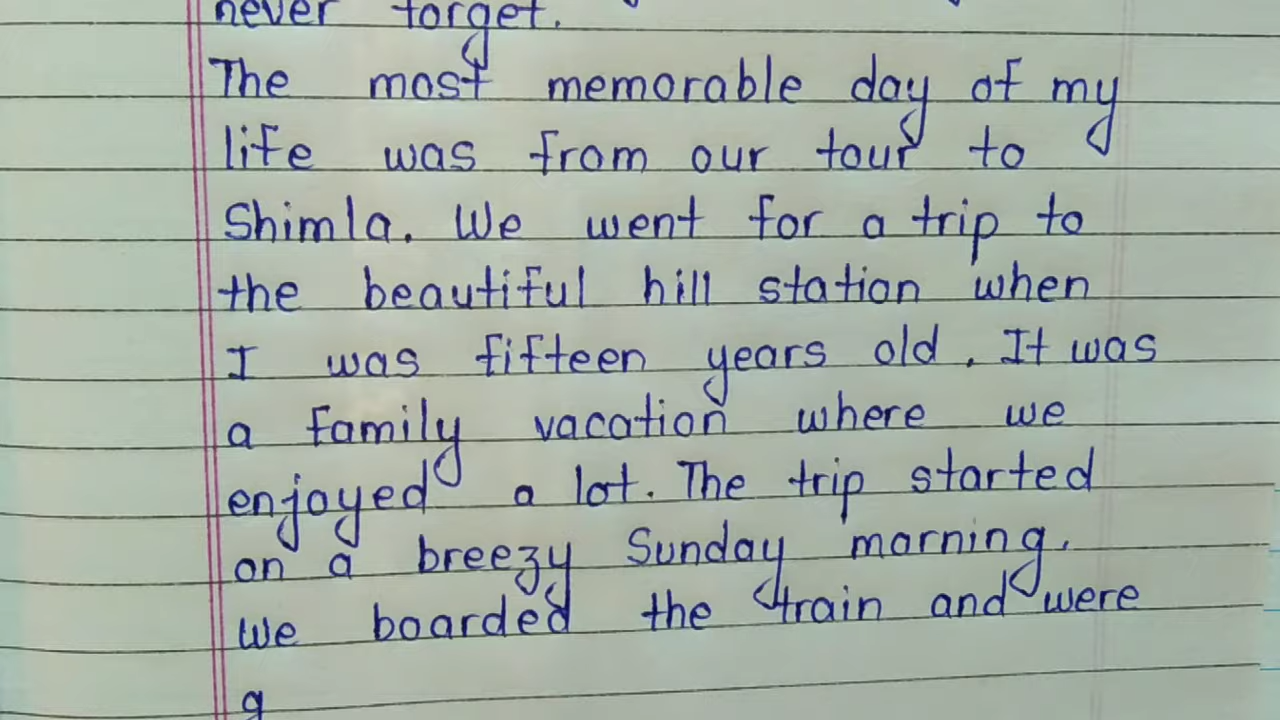 never forget.
The most memorable day of my
life was from our tour to
Shimla. We went for a trip to
the beautiful hill station when
I was fifteen years old. It was
a family vacation where we
enjoyed a lot. The trip started
on a breezy Sunday morning.
we boarded the train and were